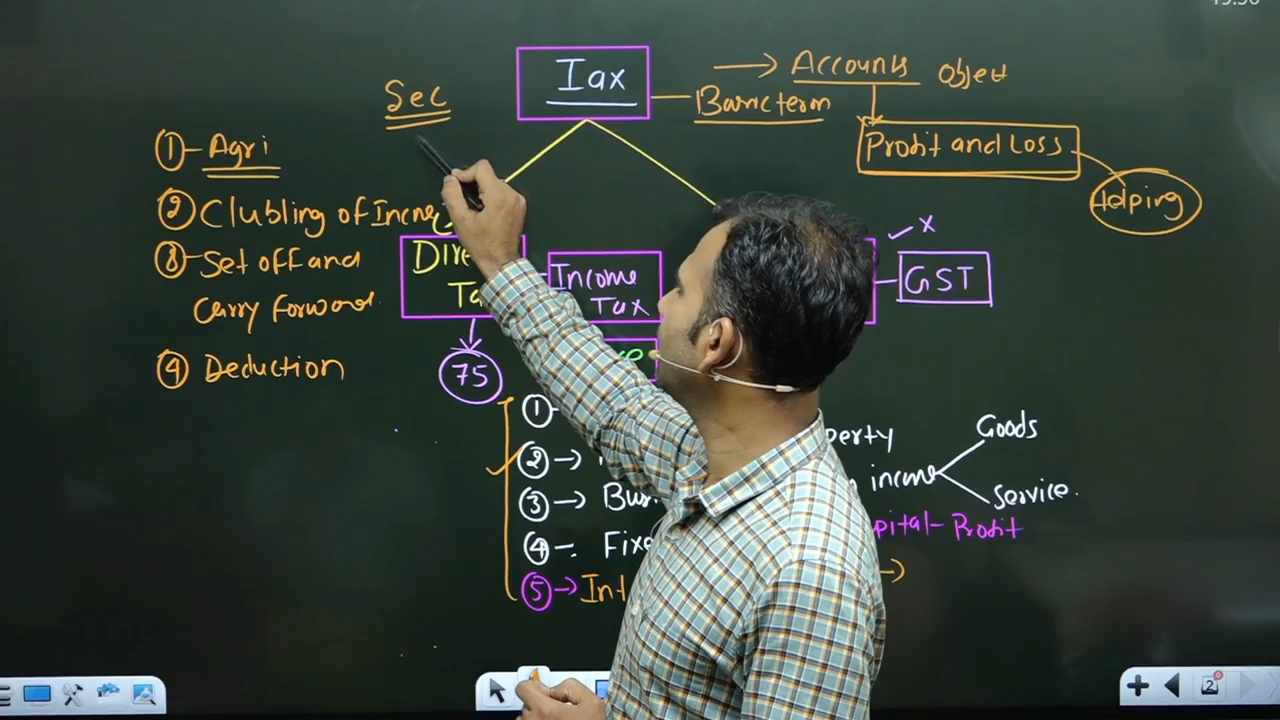 Tax
→ Accounts Object
Basic term
Sec
Profit and Loss
Helping
① Agri
② Clubling of Income
③ Set off and
Carry forward
④ Deduction
Income
Tax
GST
75
①
② →
③ →
④
Fixe
⑤ → Int
perty
income
Goods
Service.
pital - Profit
2